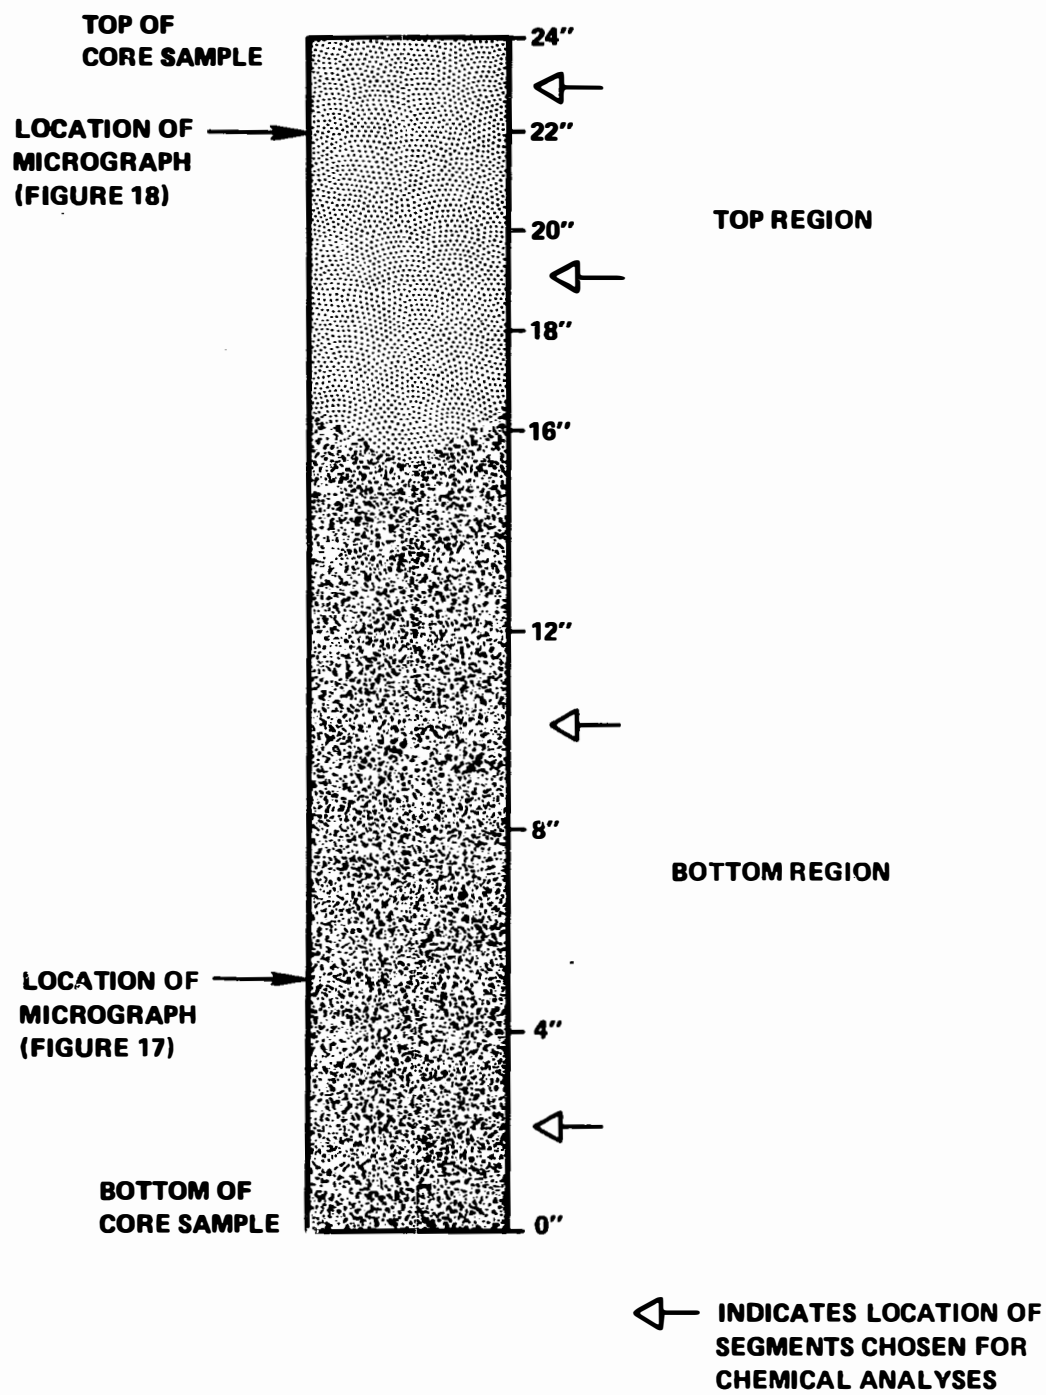 TOP OF
CORE SAMPLE
24″
LOCATION OF
MICROGRAPH
(FIGURE 18)
22″
20″
TOP REGION
18″
16″
12″
8″
BOTTOM REGION
LOCATION OF
MICROGRAPH
(FIGURE 17)
4″
BOTTOM OF
CORE SAMPLE
0″
INDICATES LOCATION OF
SEGMENTS CHOSEN FOR
CHEMICAL ANALYSES